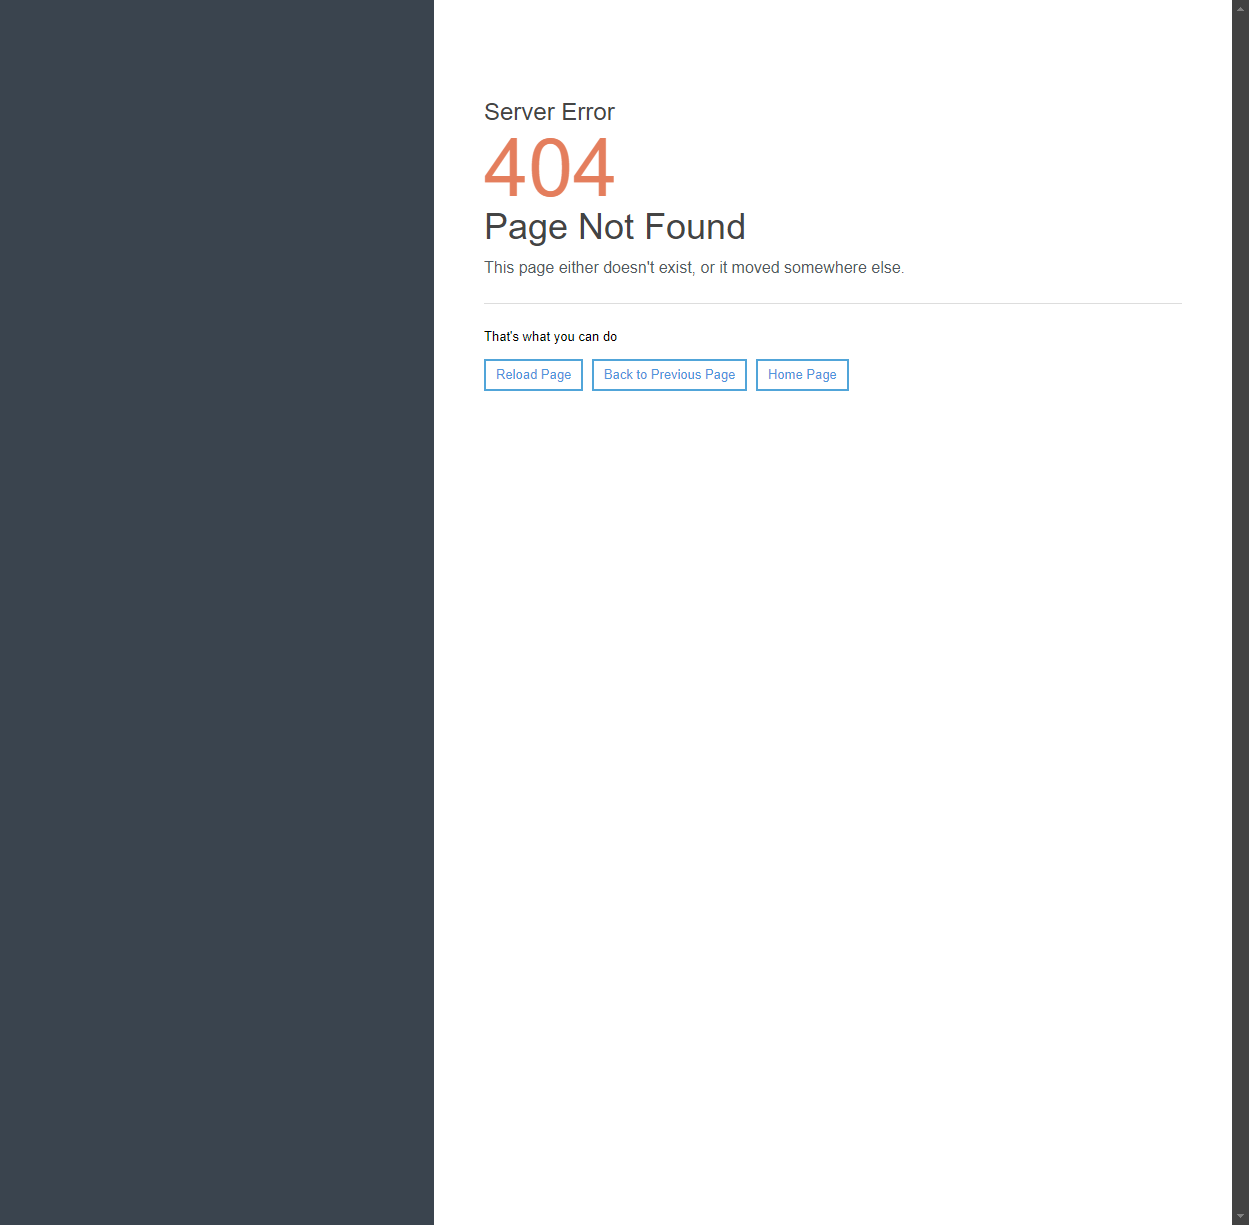 Server Error
404
Page Not Found
This page either doesn't exist, or it moved somewhere else.
That's what you can do
Reload Page Back to Previous Page Home Page